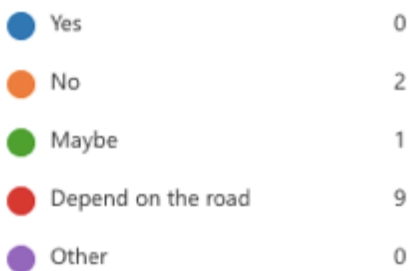 Yes 0
No 2
Maybe 1
Depend on the road 9
Other 0